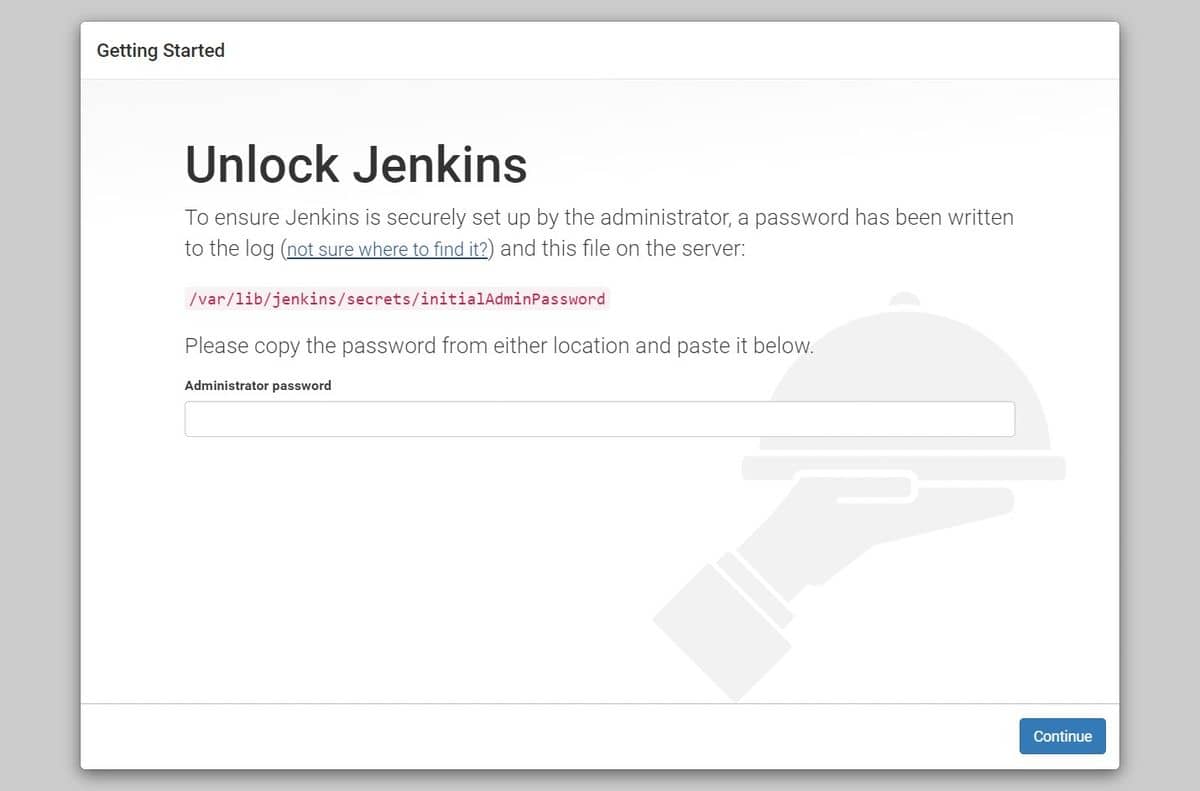 Getting Started
Unlock Jenkins
To ensure Jenkins is securely set up by the administrator, a password has been written
to the log (not sure where to find it?) and this file on the server:
/var/lib/jenkins/secrets/initialAdminPassword
Please copy the password from either location and paste it below.
Administrator password
Continue